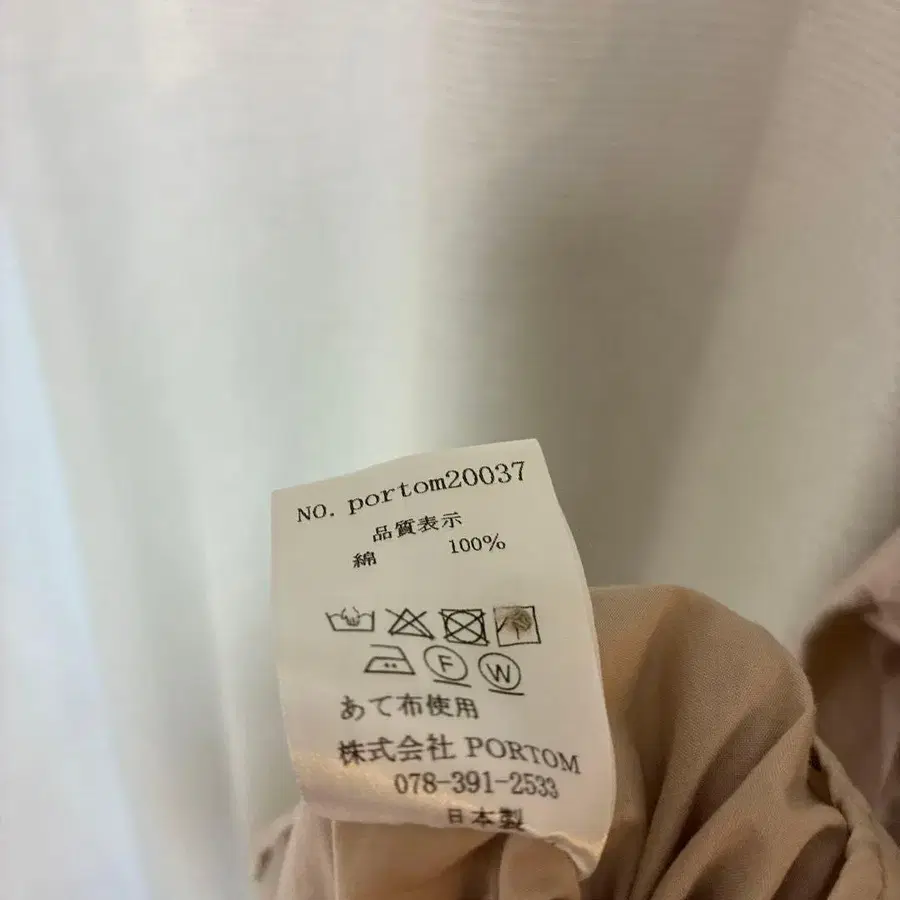 NO. portom20037
品質表示
綿 100%
F W
あて布使用
株式会社 PORTOM
078-391-2533
日本製